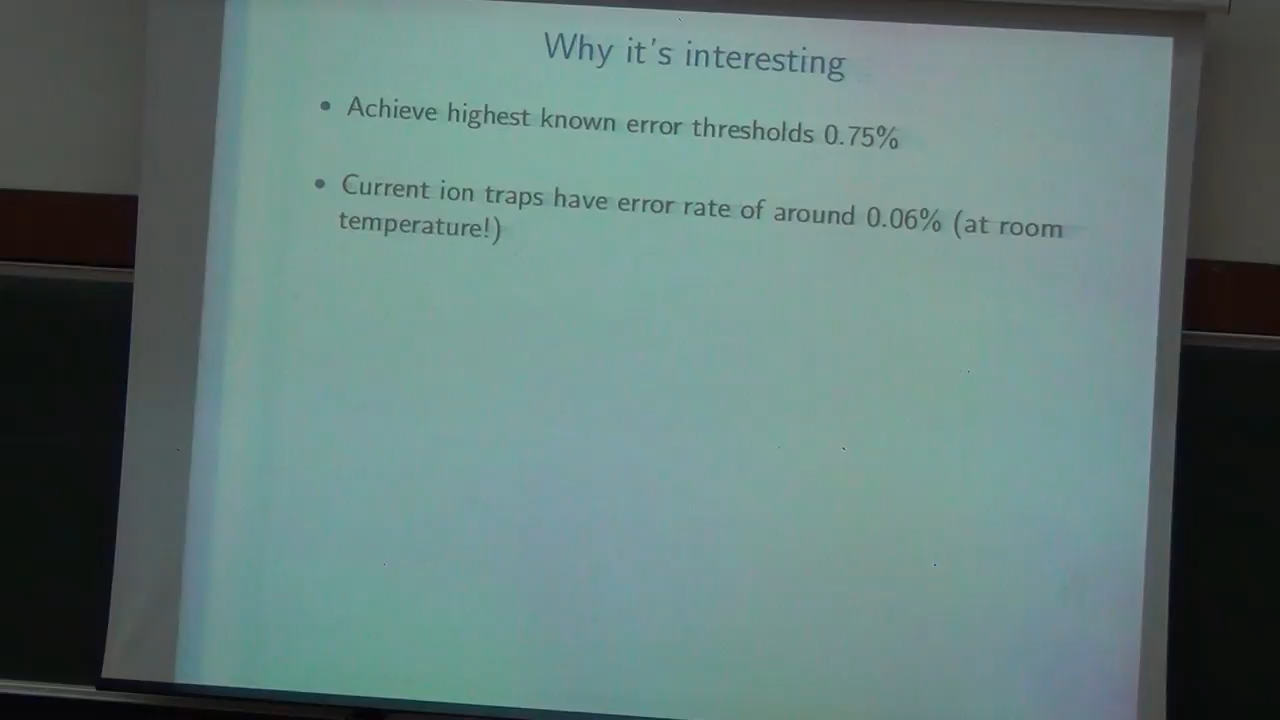 Why it's interesting
• Achieve highest known error thresholds 0.75%
• Current ion traps have error rate of around 0.06% (at room
temperature!)